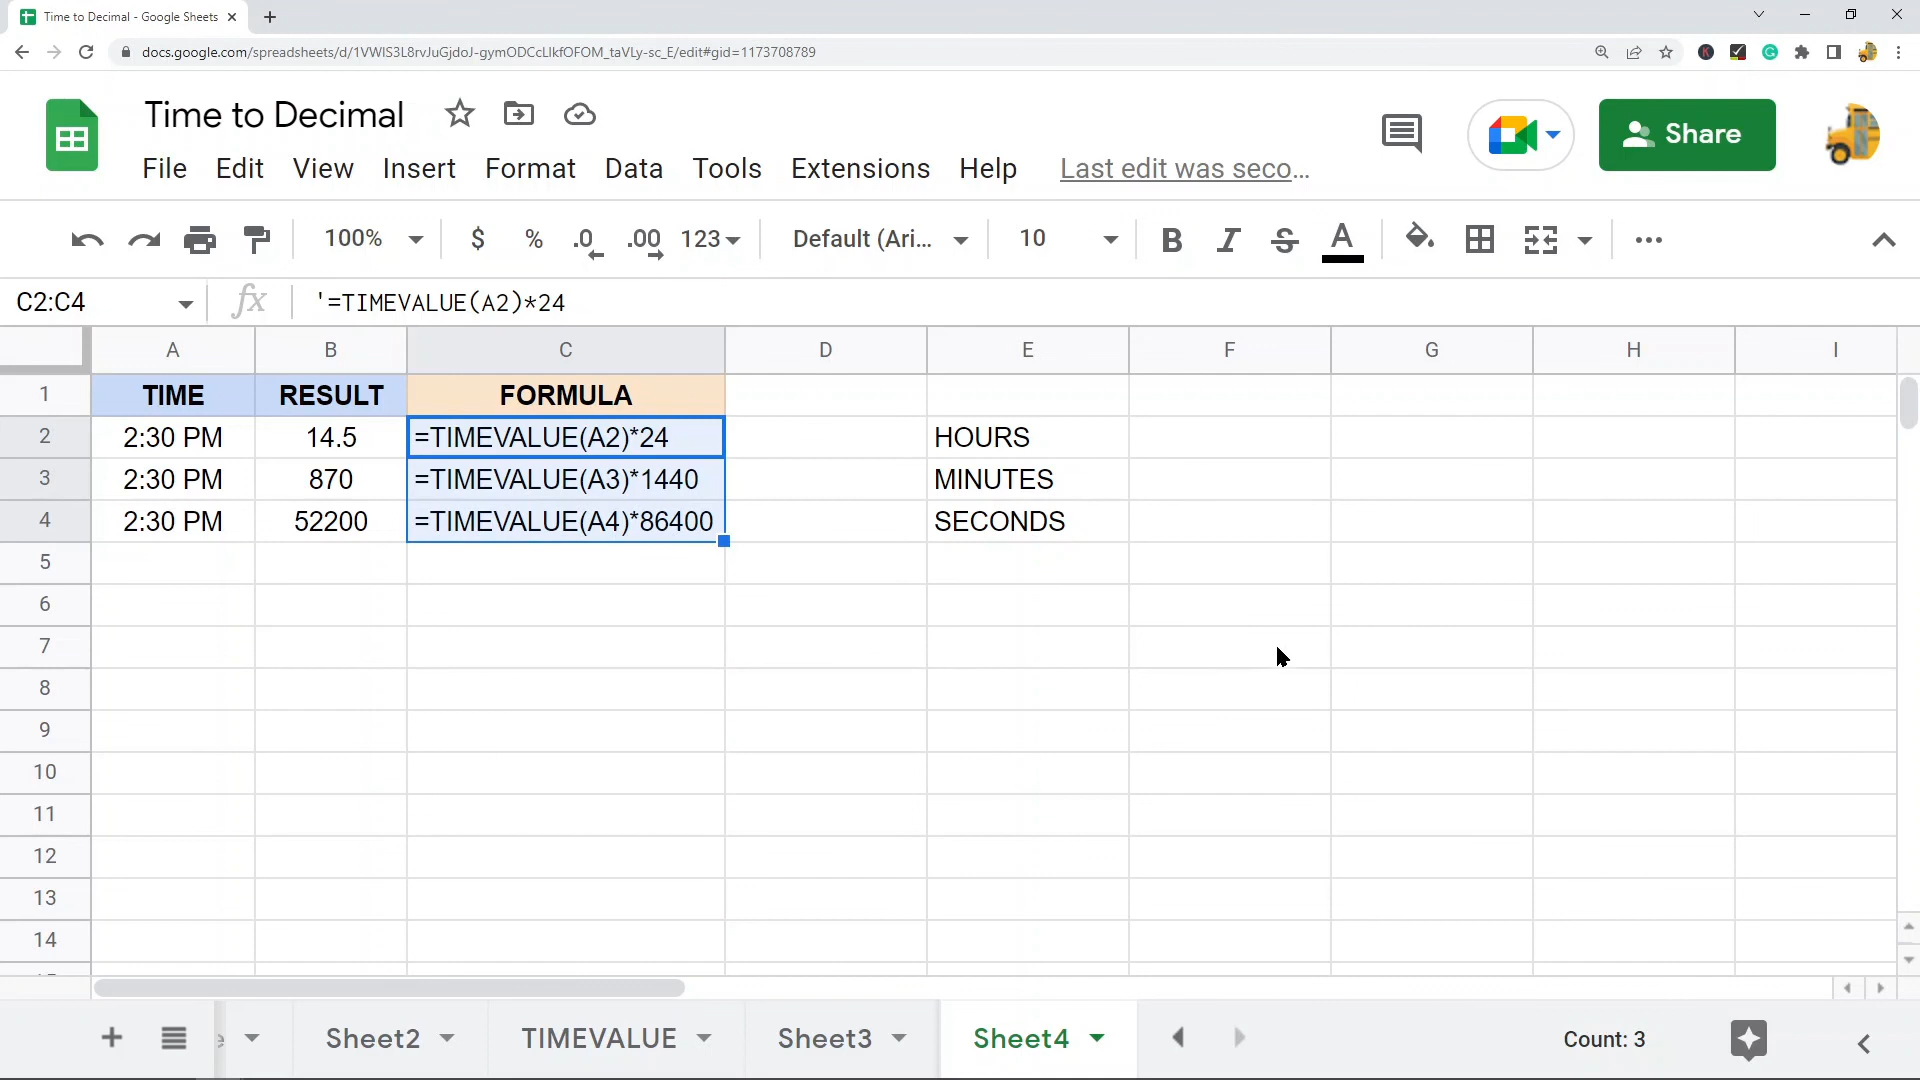 Time to Decimal - Google Sheets
docs.google.com/spreadsheets/d/1VWIS3L8rvJuGjdoJ-gymODCcLlkfOFOM_taVLy-sc_E/edit#gid=1173708789
Time to Decimal
Share
File Edit View Insert Format Data Tools Extensions Help Last edit was seco...
100% $ % .0 .00 123 Default (Ari... 10 B I S A
C2:C4 fx '=TIMEVALUE(A2)*24
A B C D E F G H I
1 TIME RESULT FORMULA
2 2:30 PM 14.5 =TIMEVALUE(A2)*24 HOURS
3 2:30 PM 870 =TIMEVALUE(A3)*1440 MINUTES
4 2:30 PM 52200 =TIMEVALUE(A4)*86400 SECONDS
5
6
7
8
9
10
11
12
13
14
Sheet2 TIMEVALUE Sheet3 Sheet4 Count: 3